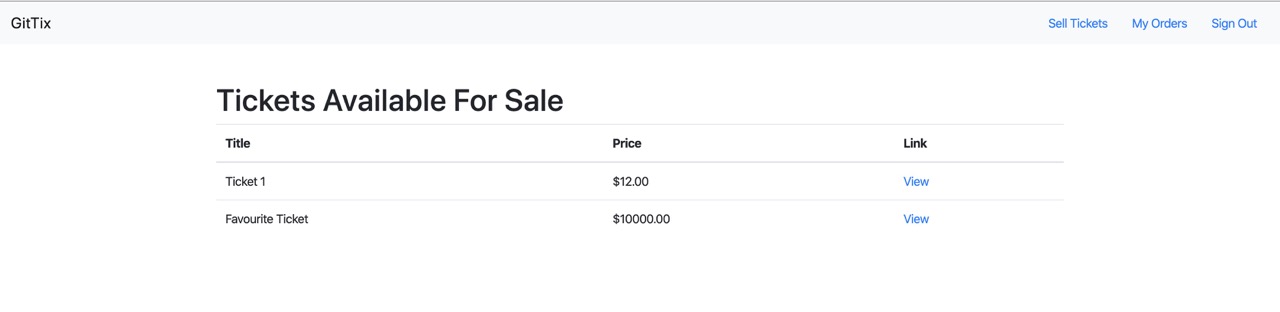 GitTix Sell Tickets My Orders Sign Out
Tickets Available For Sale
Title Price Link
Ticket 1 $12.00 View
Favourite Ticket $10000.00 View